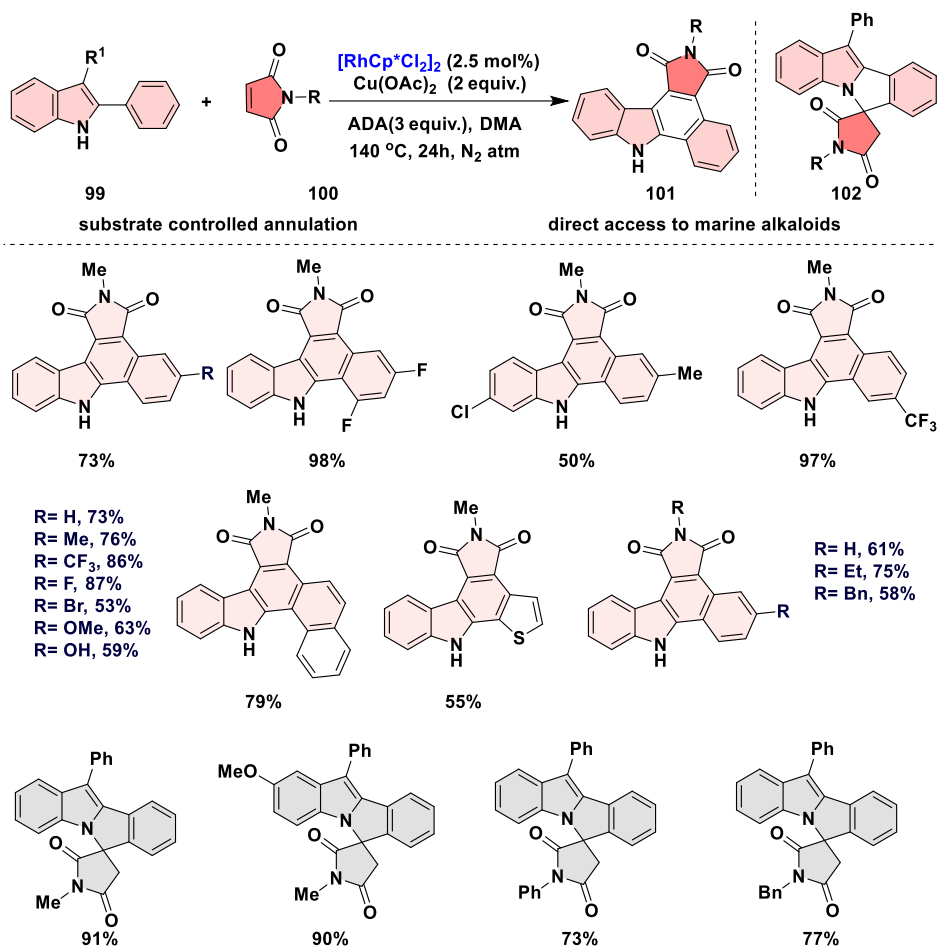 R¹
N
H
99
+
O
N
R
O
100
[RhCp*Cl₂]₂ (2.5 mol%)
Cu(OAc)₂ (2 equiv.)
ADA(3 equiv.), DMA
140 ºC, 24h, N₂ atm
R
N
O
O
N
H
101
Ph
N
O
N
R
O
102
substrate controlled annulation
direct access to marine alkaloids
Me
N
O
O
R
N
H
73%
Me
N
O
O
F
F
N
H
98%
Me
N
O
O
Me
Cl
N
H
50%
Me
N
O
O
N
H
CF₃
97%
R= H, 73%
R= Me, 76%
R= CF₃, 86%
R= F, 87%
R= Br, 53%
R= OMe, 63%
R= OH, 59%
Me
N
O
O
N
H
79%
Me
N
O
O
N
H
S
55%
R
N
O
O
R
N
H
R= H, 61%
R= Et, 75%
R= Bn, 58%
Ph
N
O
N
Me
O
91%
Ph
MeO
N
O
N
Me
O
90%
Ph
N
O
N
Ph
O
73%
Ph
N
O
N
Bn
O
77%